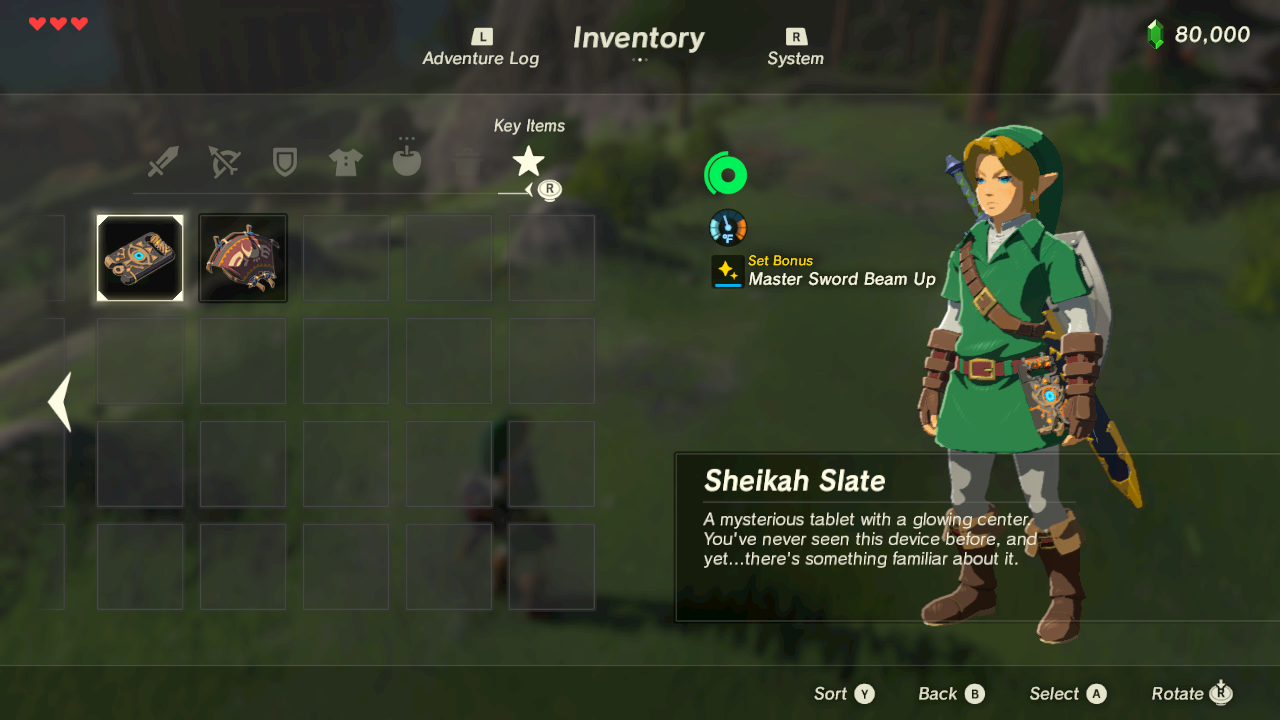 L
Adventure Log
Inventory
R
System
80,000
Key Items
R
°F
Set Bonus
Master Sword Beam Up
Sheikah Slate
A mysterious tablet with a glowing center.
You've never seen this device before, and
yet...there's something familiar about it.
Sort Y
Back B
Select A
Rotate R